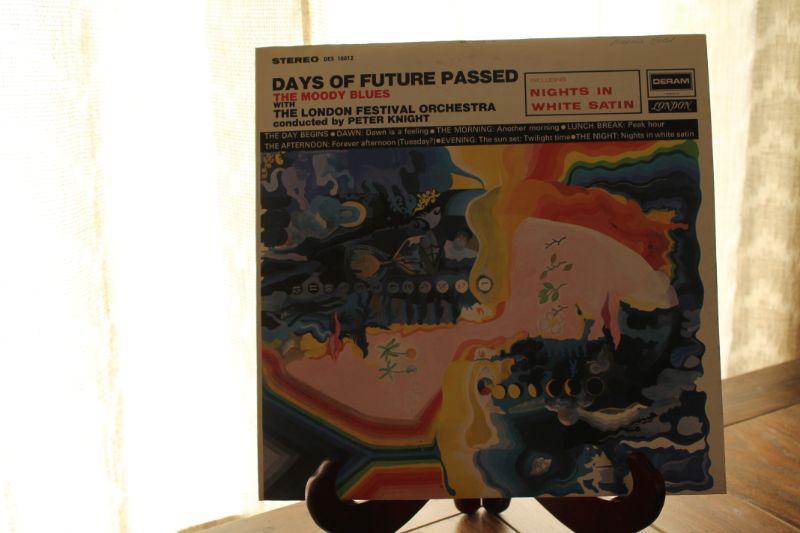 STEREO DES 16012
DAYS OF FUTURE PASSED
THE MOODY BLUES
WITH
THE LONDON FESTIVAL ORCHESTRA
conducted by PETER KNIGHT
INCLUDING
NIGHTS IN
WHITE SATIN
DERAM
LONDON
THE DAY BEGINS ● DAWN: Dawn is a feeling ● THE MORNING: Another morning ● LUNCH BREAK: Peak hour
THE AFTERNOON: Forever afternoon (Tuesday?) ● EVENING: The sun set: Twilight time ● THE NIGHT: Nights in white satin